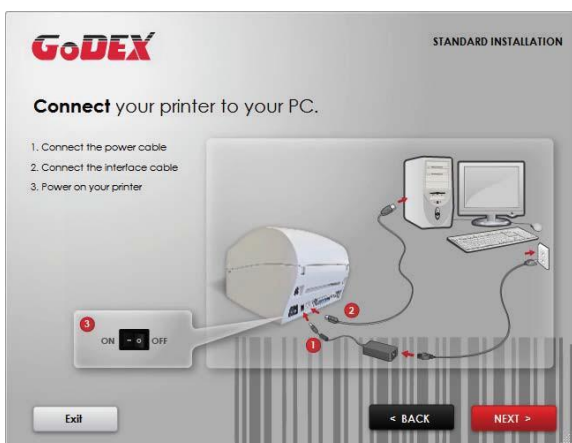 GODEX
STANDARD INSTALLATION
Connect your printer to your PC.
1. Connect the power cable
2. Connect the interface cable
3. Power on your printer
2
3
ON - o OFF
1
Exit
< BACK
NEXT >